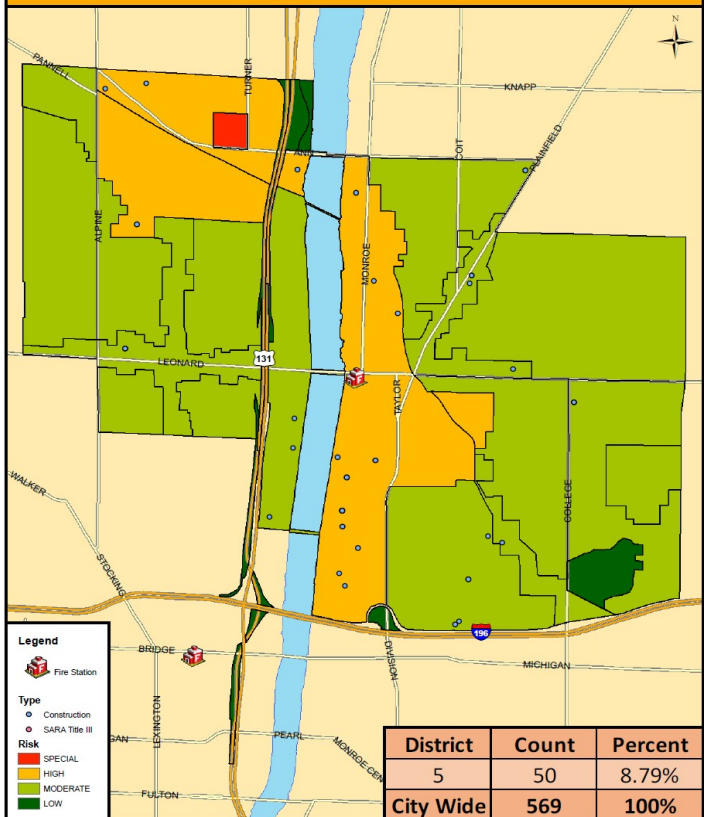 N
PANNELL
TURNER
KNAPP
ANN
COIT
PLAINFIELD
ALPINE
MONROE
131
LEONARD
TAYLOR
WALKER
COLLEGE
STOCKING
196
BRIDGE
DIVISION
MICHIGAN
LEXINGTON
GAN
PEARL
MONROE CEN
FULTON
Legend
Fire Station
Type
Construction
SARA Title III
Risk
SPECIAL
HIGH
MODERATE
LOW
District Count Percent
5 50 8.79%
City Wide 569 100%